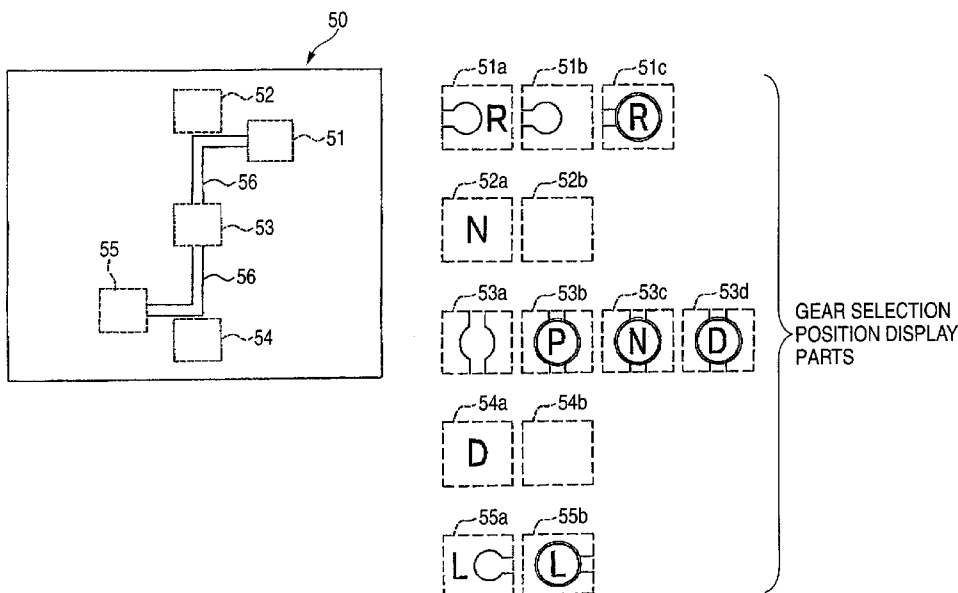 50
52
51
56
53
55
56
54
51a 51b 51c
R R
52a 52b
N
53a 53b 53c 53d
P N D
54a 54b
D
55a 55b
L L
GEAR SELECTION
POSITION DISPLAY
PARTS